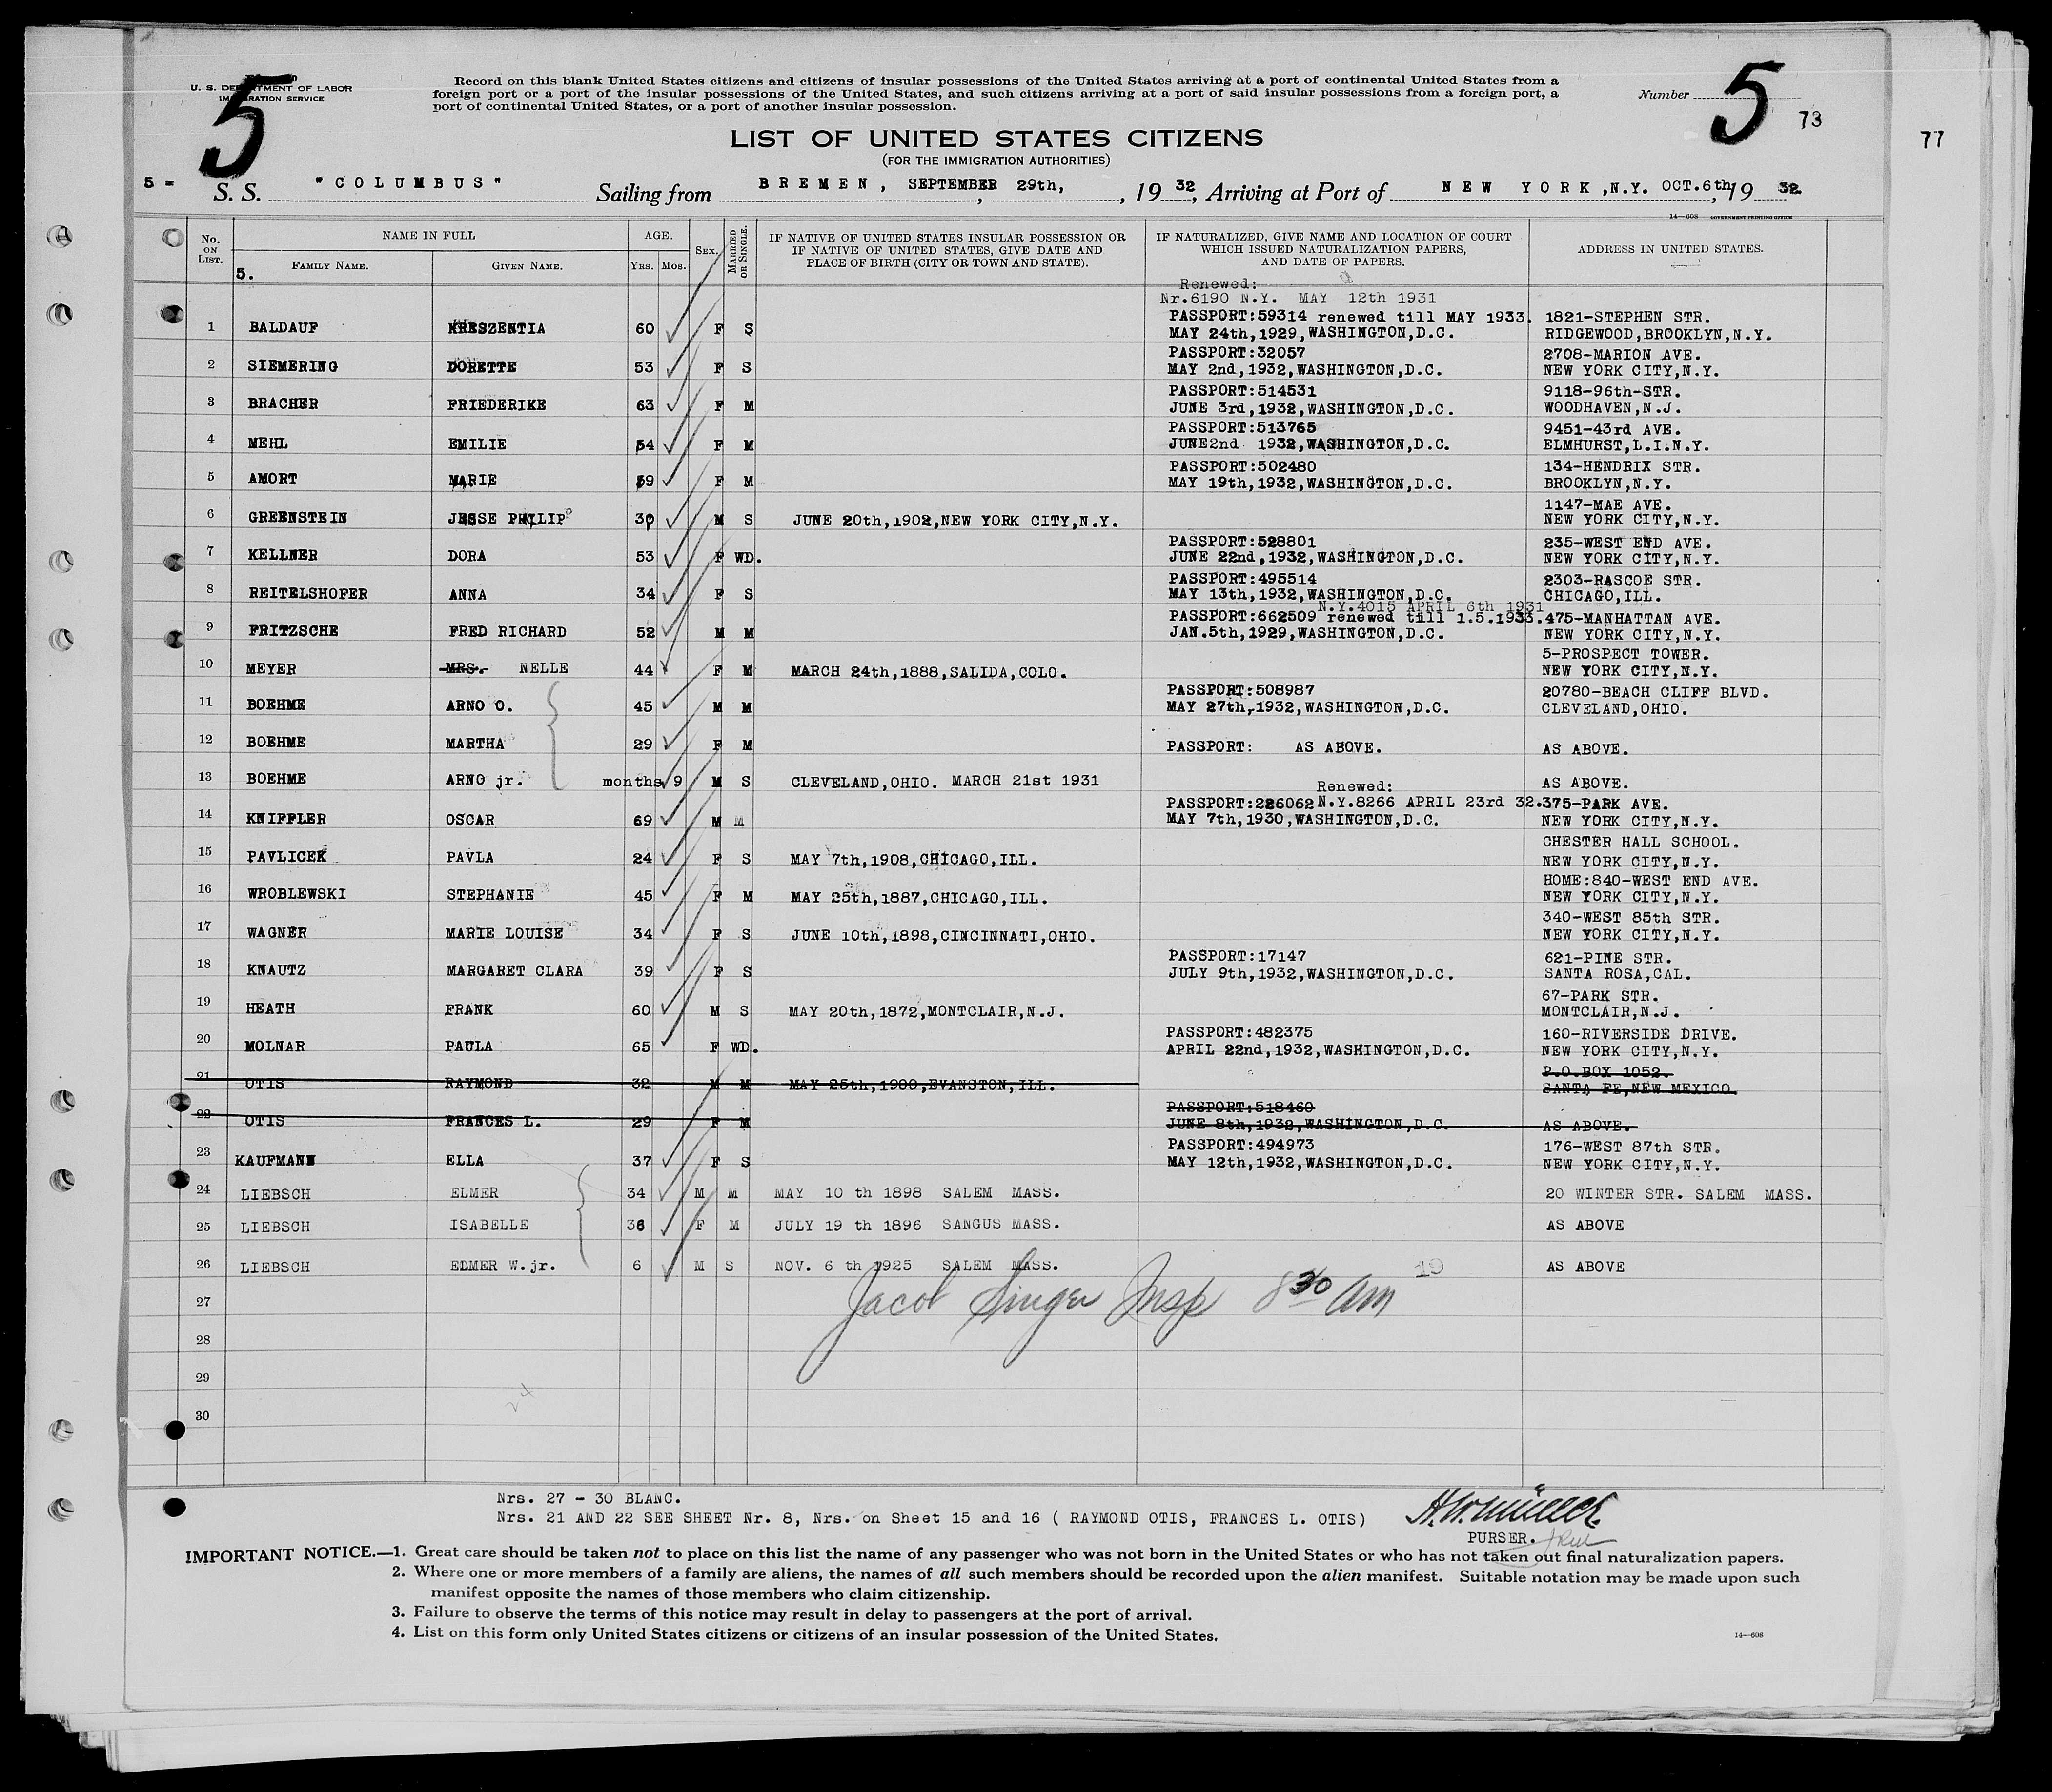 U. S. DEPARTMENT OF LABOR
IMMIGRATION SERVICE
5
Record on this blank United States citizens and citizens of insular possessions of the United States arriving at a port of continental United States from a
foreign port or a port of the insular possessions of the United States, and such citizens arriving at a port of said insular possessions from a foreign port, a
port of continental United States, or a port of another insular possession.
Number 5
73
77
LIST OF UNITED STATES CITIZENS
(FOR THE IMMIGRATION AUTHORITIES)
5 = S. S. "COLUMBUS" Sailing from BREMEN, SEPTEMBER 29th, , 1932, Arriving at Port of NEW YORK,N.Y. OCT.6th, 1932.
14—608 GOVERNMENT PRINTING OFFICE
No. ON LIST. NAME IN FULL AGE. SEX. MARRIED OR SINGLE. IF NATIVE OF UNITED STATES INSULAR POSSESSION OR IF NATIVE OF UNITED STATES, GIVE DATE AND PLACE OF BIRTH (CITY OR TOWN AND STATE). IF NATURALIZED, GIVE NAME AND LOCATION OF COURT WHICH ISSUED NATURALIZATION PAPERS, AND DATE OF PAPERS. ADDRESS IN UNITED STATES.
5. FAMILY NAME. GIVEN NAME. YRS. MOS.
Renewed:
Nr.6190 N.Y. MAY 12th 1931
PASSPORT:59314 renewed till MAY 1933. 1821-STEPHEN STR.
1 BALDAUF KRESZENTIA 60 F S MAY 24th,1929,WASHINGTON,D.C. RIDGEWOOD,BROOKLYN,N.Y.
PASSPORT:32057 2708-MARION AVE.
2 SIEMERING DORETTE 53 F S MAY 2nd,1932,WASHINGTON,D.C. NEW YORK CITY,N.Y.
PASSPORT:514531 9118-96th-STR.
3 BRACHER FRIEDERIKE 63 F M JUNE 3rd,1932,WASHINGTON,D.C. WOODHAVEN,N.J.
PASSPORT:513765 9451-43rd AVE.
4 MEHL EMILIE 54 F M JUNE2nd 1932,WASHINGTON,D.C. ELMHURST,L.I.N.Y.
PASSPORT:502480 134-HENDRIX STR.
5 AMORT MARIE 59 F M MAY 19th,1932,WASHINGTON,D.C. BROOKLYN,N.Y.
1147-MAE AVE.
6 GREENSTEIN JESSE PHYLIP 30 M S JUNE 20th,1902,NEW YORK CITY,N.Y. NEW YORK CITY,N.Y.
PASSPORT:528801 235-WEST END AVE.
7 KELLNER DORA 53 F WD. JUNE 22nd,1932,WASHINGTON,D.C. NEW YORK CITY,N.Y.
PASSPORT:495514 2303-RASCOE STR.
8 REITELSHOFER ANNA 34 F S MAY 13th,1932,WASHINGTON,D.C. CHICAGO,ILL.
N.Y.4015 APRIL 6th 1931
PASSPORT:662509 renewed till 1.5.1933. 475-MANHATTAN AVE.
9 FRITZSCHE FRED RICHARD 52 M M JAN.5th,1929,WASHINGTON,D.C. NEW YORK CITY,N.Y.
5-PROSPECT TOWER.
10 MEYER MRS. NELLE 44 F M MARCH 24th,1888,SALIDA,COLO. NEW YORK CITY,N.Y.
PASSPORT:508987 20780-BEACH CLIFF BLVD.
11 BOEHME ARNO O. 45 M M MAY 27th,1932,WASHINGTON,D.C. CLEVELAND,OHIO.
12 BOEHME MARTHA 29 F M PASSPORT: AS ABOVE. AS ABOVE.
13 BOEHME ARNO jr. months 9 M S CLEVELAND,OHIO. MARCH 21st 1931 AS ABOVE.
Renewed:
PASSPORT:226062 N.Y.8266 APRIL 23rd 32. 375-PARK AVE.
14 KNIFFLER OSCAR 69 M M MAY 7th,1930,WASHINGTON,D.C. NEW YORK CITY,N.Y.
CHESTER HALL SCHOOL.
15 PAVLICEK PAVLA 24 F S MAY 7th,1908,CHICAGO,ILL. NEW YORK CITY,N.Y.
HOME:840-WEST END AVE.
16 WROBLEWSKI STEPHANIE 45 F M MAY 25th,1887,CHICAGO,ILL. NEW YORK CITY,N.Y.
340-WEST 85th STR.
17 WAGNER MARIE LOUISE 34 F S JUNE 10th,1898,CINCINNATI,OHIO. NEW YORK CITY,N.Y.
PASSPORT:17147 621-PINE STR.
18 KNAUTZ MARGARET CLARA 39 F S JULY 9th,1932,WASHINGTON,D.C. SANTA ROSA,CAL.
67-PARK STR.
19 HEATH FRANK 60 M S MAY 20th,1872,MONTCLAIR,N.J. MONTCLAIR,N.J.
PASSPORT:482375 160-RIVERSIDE DRIVE.
20 MOLNAR PAULA 65 F WD. APRIL 22nd,1932,WASHINGTON,D.C. NEW YORK CITY,N.Y.
P.O.BOX 1052.
21 OTIS RAYMOND 32 M M MAY 25th,1900,EVANSTON,ILL. SANTA FE,NEW MEXICO.
PASSPORT:518460
22 OTIS FRANCES L. 29 F M JUNE 8th,1932,WASHINGTON,D.C. AS ABOVE.
PASSPORT:494973 176-WEST 87th STR.
23 KAUFMANN ELLA 37 F S MAY 12th,1932,WASHINGTON,D.C. NEW YORK CITY,N.Y.
24 LIEBSCH ELMER 34 M M MAY 10 th 1898 SALEM MASS. 20 WINTER STR. SALEM MASS.
25 LIEBSCH ISABELLE 36 F M JULY 19 th 1896 SANGUS MASS. AS ABOVE
26 LIEBSCH EDMER W.jr. 6 M S NOV. 6 th 1925 SALEM MASS. 19 AS ABOVE
Jacob Singer Insp 8 30 am
27
28
29
24
30
Nrs. 27 - 30 BLANC.
Nrs. 21 AND 22 SEE SHEET Nr. 8, Nrs. on Sheet 15 and 16 ( RAYMOND OTIS, FRANCES L. OTIS)
PURSER.
IMPORTANT NOTICE.—1. Great care should be taken not to place on this list the name of any passenger who was not born in the United States or who has not taken out final naturalization papers.
2. Where one or more members of a family are aliens, the names of all such members should be recorded upon the alien manifest. Suitable notation may be made upon such
manifest opposite the names of those members who claim citizenship.
3. Failure to observe the terms of this notice may result in delay to passengers at the port of arrival.
4. List on this form only United States citizens or citizens of an insular possession of the United States.
14—608